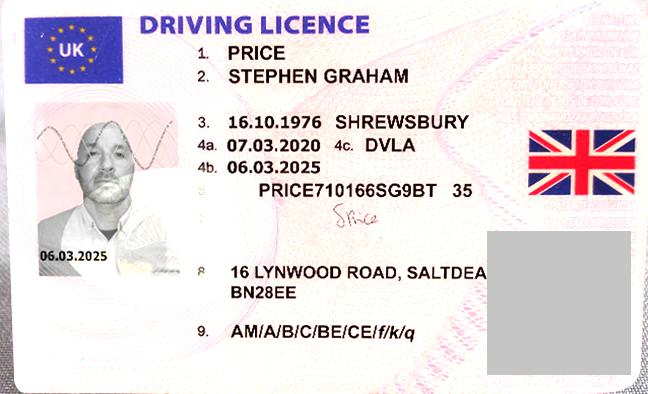 UK
DRIVING LICENCE
1. PRICE
2. STEPHEN GRAHAM
3. 16.10.1976 SHREWSBURY
4a. 07.03.2020 4c. DVLA
4b. 06.03.2025
PRICE710166SG9BT 35
SPrice
06.03.2025
8 16 LYNWOOD ROAD, SALTDEA
BN28EE
9. AM/A/B/C/BE/CE/f/k/q